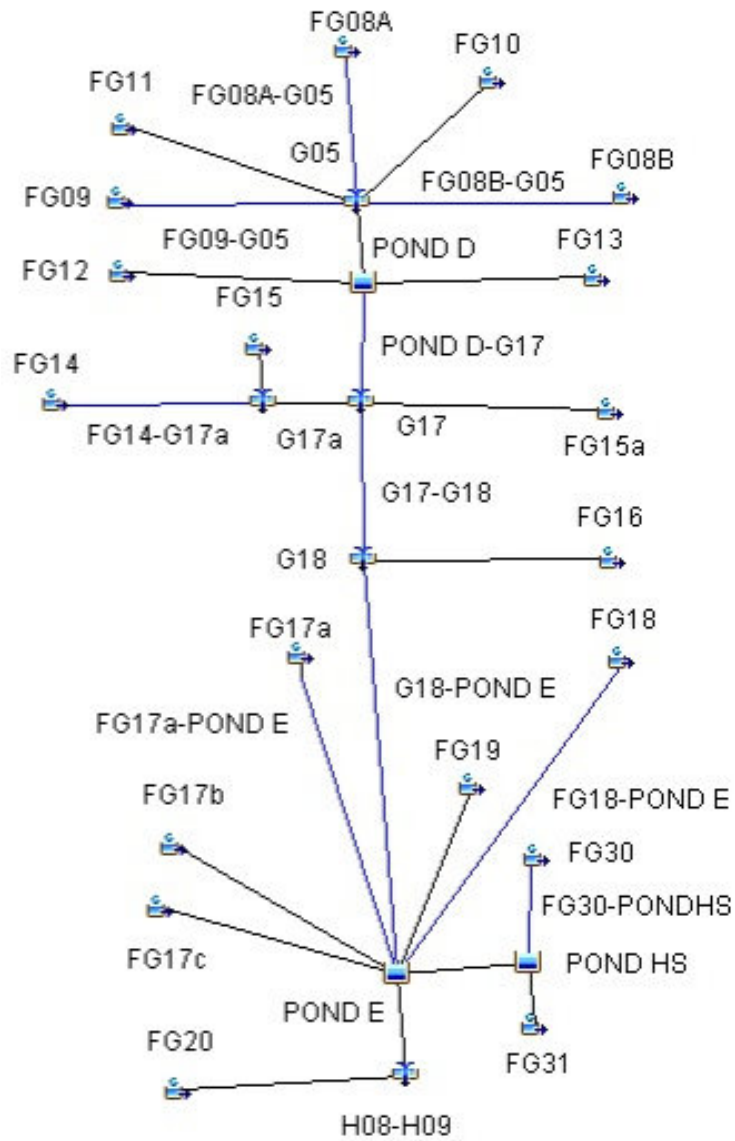 FG08A
FG10
FG11
FG08A-G05
G05
FG08B
FG08B-G05
FG09
FG09-G05
POND D
FG13
FG12
FG15
POND D-G17
FG14
FG14-G17a
G17a
G17
FG15a
G17-G18
FG16
G18
FG17a
FG18
G18-POND E
FG17a-POND E
FG19
FG17b
FG18-POND E
FG30
FG30-PONDHS
FG17c
POND HS
POND E
FG20
FG31
H08-H09